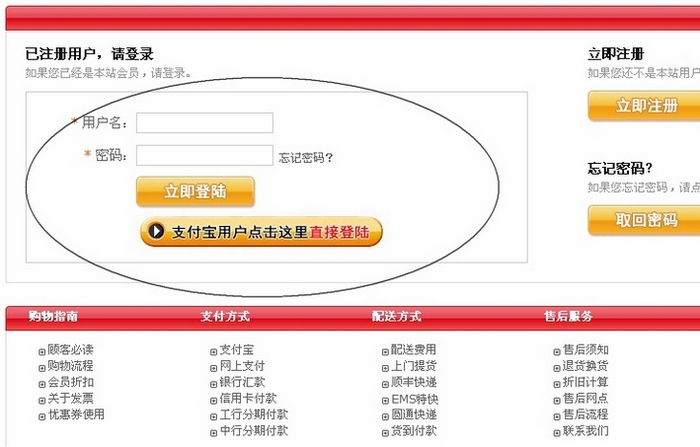 已注册用户，请登录
如果您已经是本站会员，请登录。
* 用户名：
* 密码：
忘记密码？
立即登陆
支付宝用户点击这里直接登陆
立即注册
如果您还不是本站用户
立即注册
忘记密码？
如果您忘记密码，请点
取回密码
购物指南 支付方式 配送方式 售后服务
顾客必读 支付宝 配送费用 售后须知
购物流程 网上支付 上门提货 退货换货
会员折扣 银行汇款 顺丰快递 折旧计算
关于发票 信用卡付款 EMS特快 售后网点
优惠券使用 工行分期付款 圆通快递 售后流程
中行分期付款 货到付款 联系我们